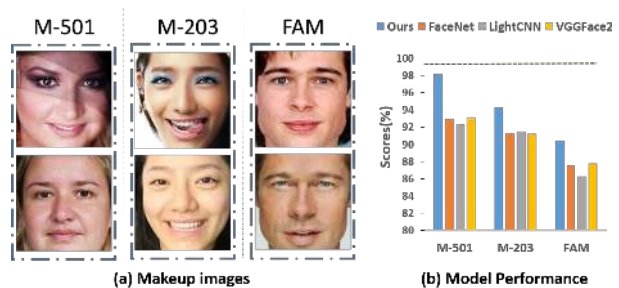 M-501 M-203 FAM
Ours FaceNet LightCNN VGGFace2
100
98
96
94
92
90
88
86
84
82
80
Scores(%)
M-501 M-203 FAM
(a) Makeup images
(b) Model Performance